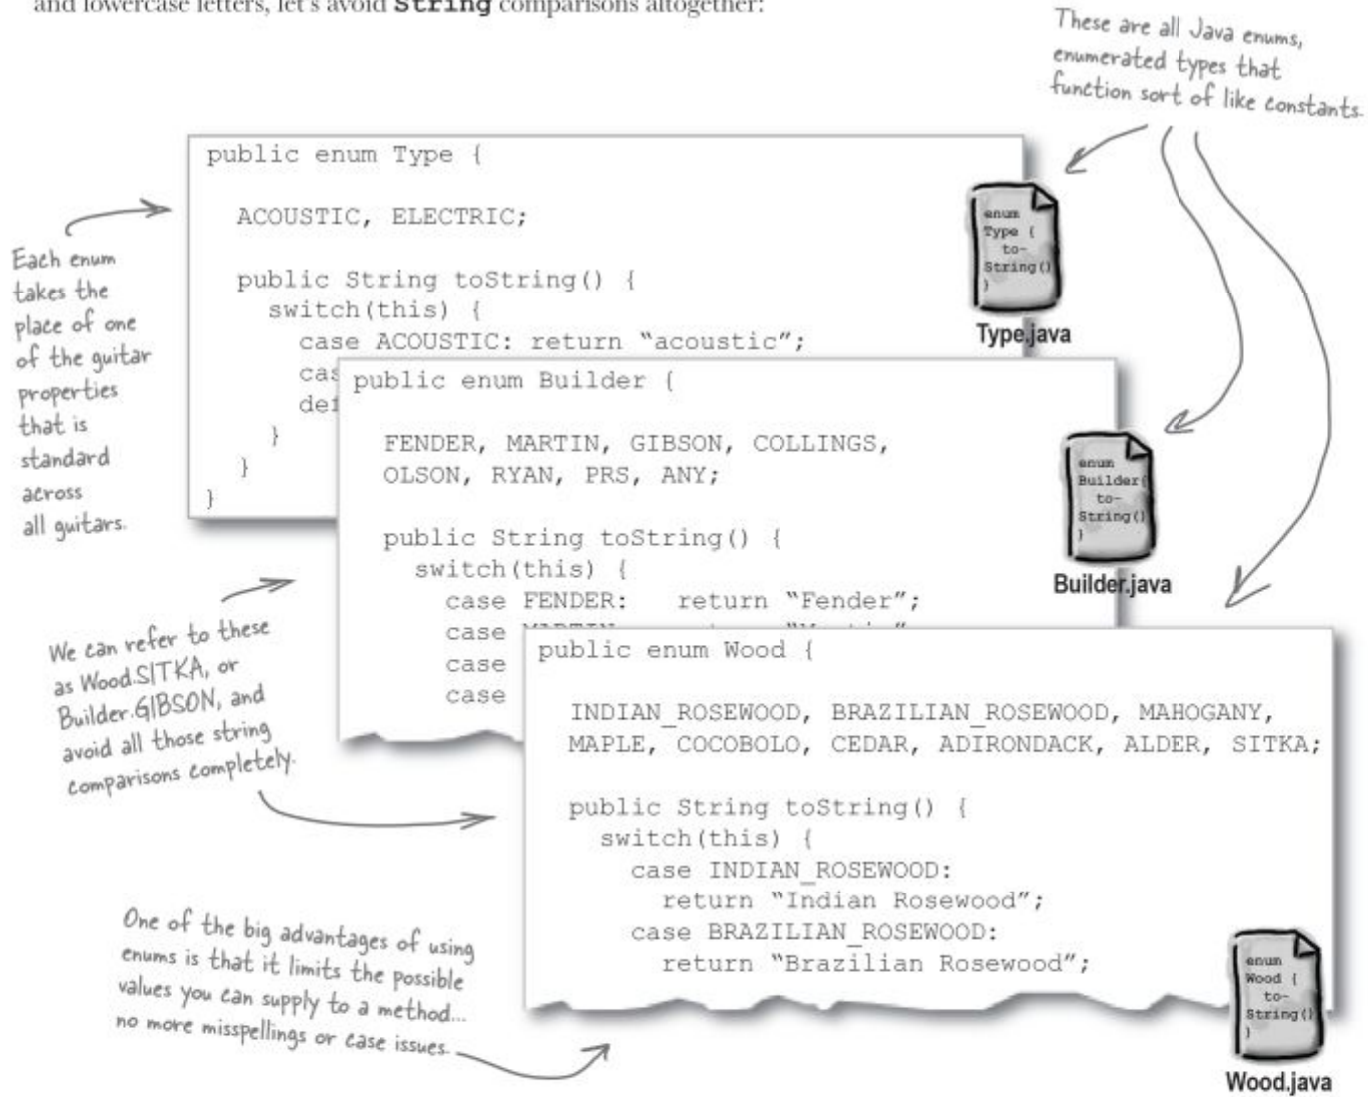 and lowercase letters, let's avoid String comparisons altogether:
These are all Java enums,
enumerated types that
function sort of like constants.
public enum Type {
ACOUSTIC, ELECTRIC;
public String toString() {
switch(this) {
case ACOUSTIC: return “acoustic”;
cas
def
}
}
}
enum
Type {
to-
String()
}
Type.java
Each enum
takes the
place of one
of the guitar
properties
that is
standard
across
all guitars.
public enum Builder {
FENDER, MARTIN, GIBSON, COLLINGS,
OLSON, RYAN, PRS, ANY;
public String toString() {
switch(this) {
case FENDER: return “Fender”;
case
case
case
enum
Builder{
to-
String()
}
Builder.java
We can refer to these
as Wood.SITKA, or
Builder.GIBSON, and
avoid all those string
comparisons completely.
public enum Wood {
INDIAN_ROSEWOOD, BRAZILIAN_ROSEWOOD, MAHOGANY,
MAPLE, COCOBOLO, CEDAR, ADIRONDACK, ALDER, SITKA;
public String toString() {
switch(this) {
case INDIAN_ROSEWOOD:
return “Indian Rosewood”;
case BRAZILIAN_ROSEWOOD:
return “Brazilian Rosewood”;
enum
Wood {
to-
String()
}
Wood.java
One of the big advantages of using
enums is that it limits the possible
values you can supply to a method...
no more misspellings or case issues.